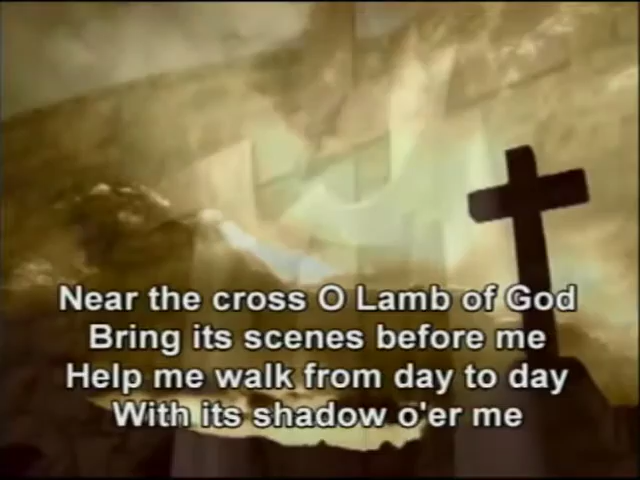 Near the cross O Lamb of God
Bring its scenes before me
Help me walk from day to day
With its shadow o'er me